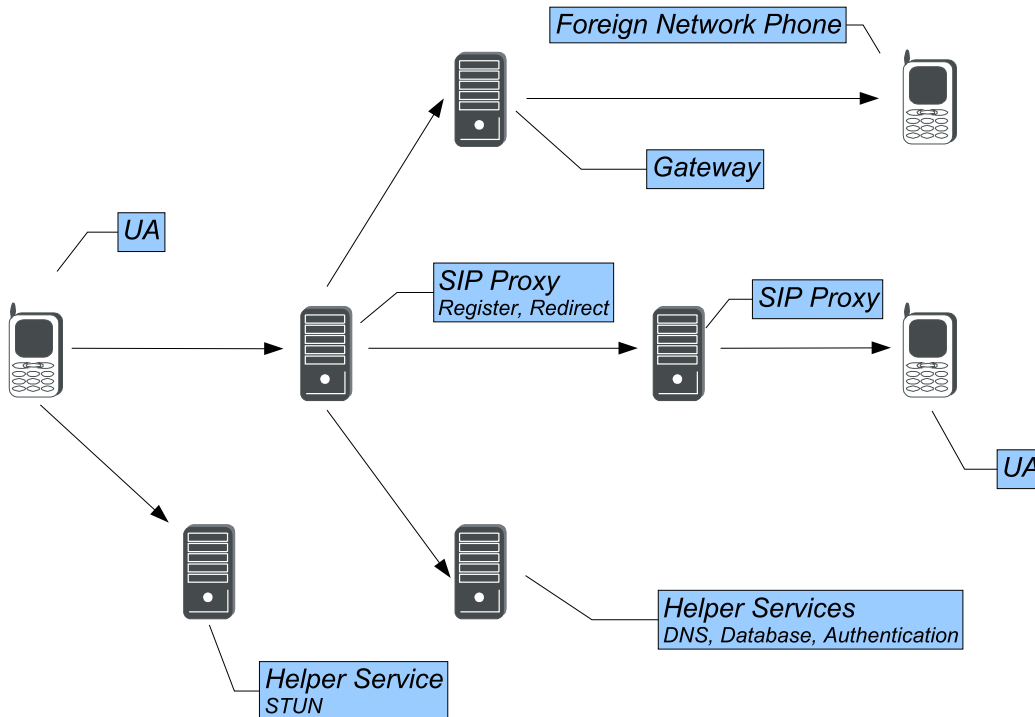 Foreign Network Phone
Gateway
UA
SIP Proxy
Register, Redirect
SIP Proxy
UA
Helper Services
DNS, Database, Authentication
Helper Service
STUN